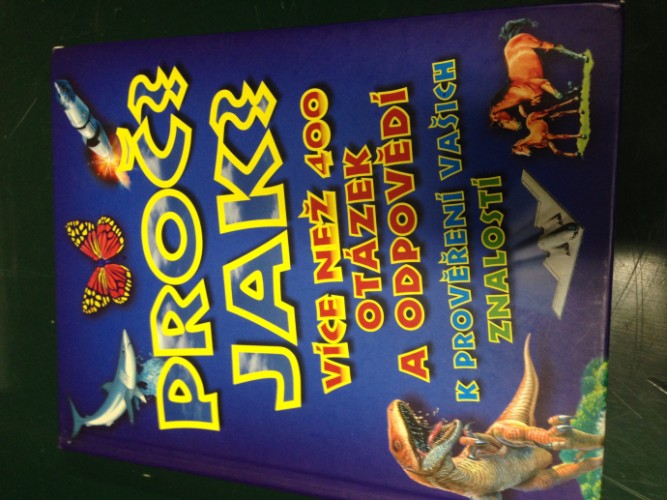 PROČ?
JAK?
VÍCE NEŽ 400
OTÁZEK
A ODPOVĚDÍ
K PROVĚŘENÍ VAŠICH
ZNALOSTÍ